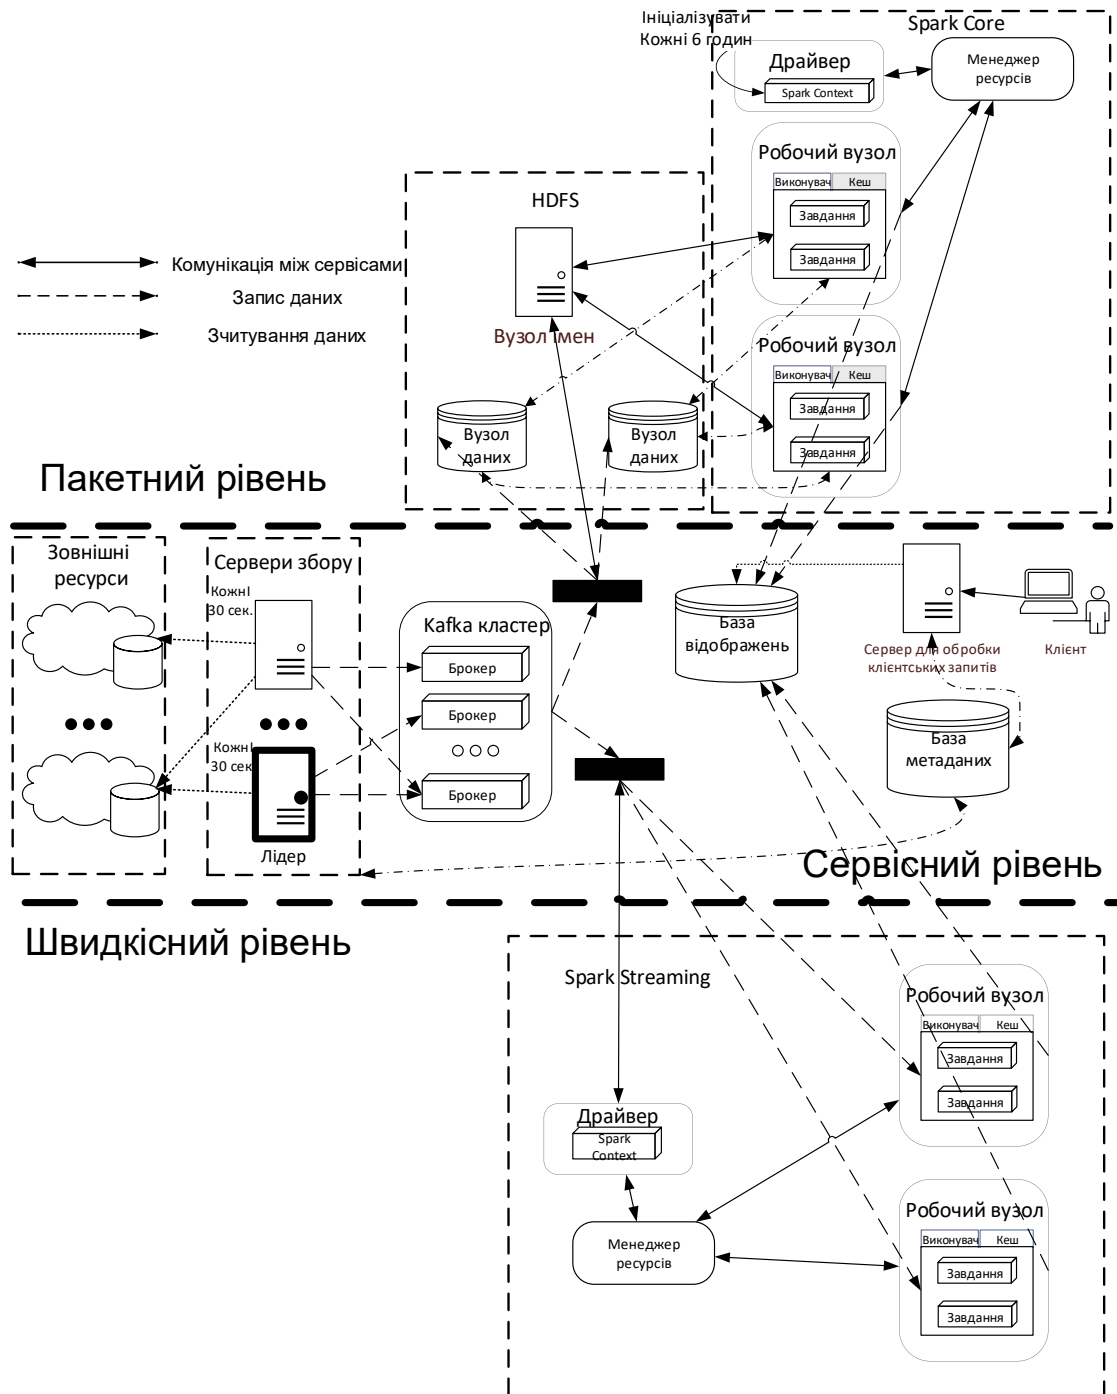 Ініціалізувати
Кожні 6 годин
Spark Core
Драйвер
Spark Context
Менеджер
ресурсів
Робочий вузол
Виконувач
Кеш
Завдання
Завдання
HDFS
Вузол імен
Комунікація між сервісами
Запис даних
Зчитування даних
Робочий вузол
Виконувач
Кеш
Завдання
Завдання
Вузол
даних
Вузол
даних
Пакетний рівень
Зовнішні
ресурси
Сервери збору
Кожні
30 сек.
Kafka кластер
Брокер
Брокер
Брокер
Кожні
30 сек
Лідер
База
відображень
Сервер для обробки
клієнтських запитів
Клієнт
База
метаданих
Сервісний рівень
Швидкісний рівень
Spark Streaming
Робочий вузол
Виконувач
Кеш
Завдання
Завдання
Драйвер
Spark
Context
Менеджер
ресурсів
Робочий вузол
Виконувач
Кеш
Завдання
Завдання